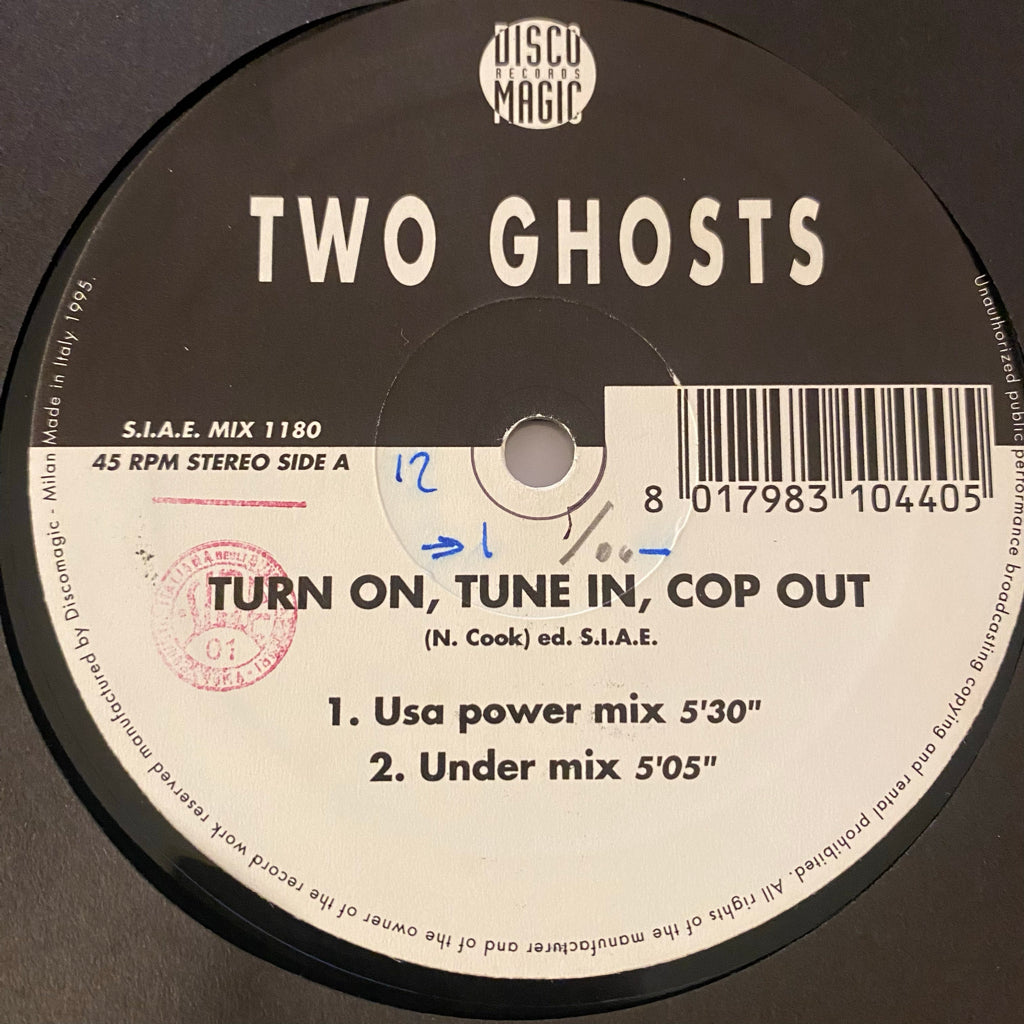 DISCO
RECORDS
MAGIC
TWO GHOSTS
S.I.A.E. MIX 1180
45 RPM STEREO SIDE A
8 017983 104405
12
→1
TURN ON, TUNE IN, COP OUT
(N. Cook) ed. S.I.A.E.
01
1. Usa power mix 5'30"
2. Under mix 5'05"
Unauthorized public performance broadcasting copying and rental prohibited. All rights of the manufacturer and of the owner of the record work reserved manufactured by Discomagic - Milan Made in Italy 1995.